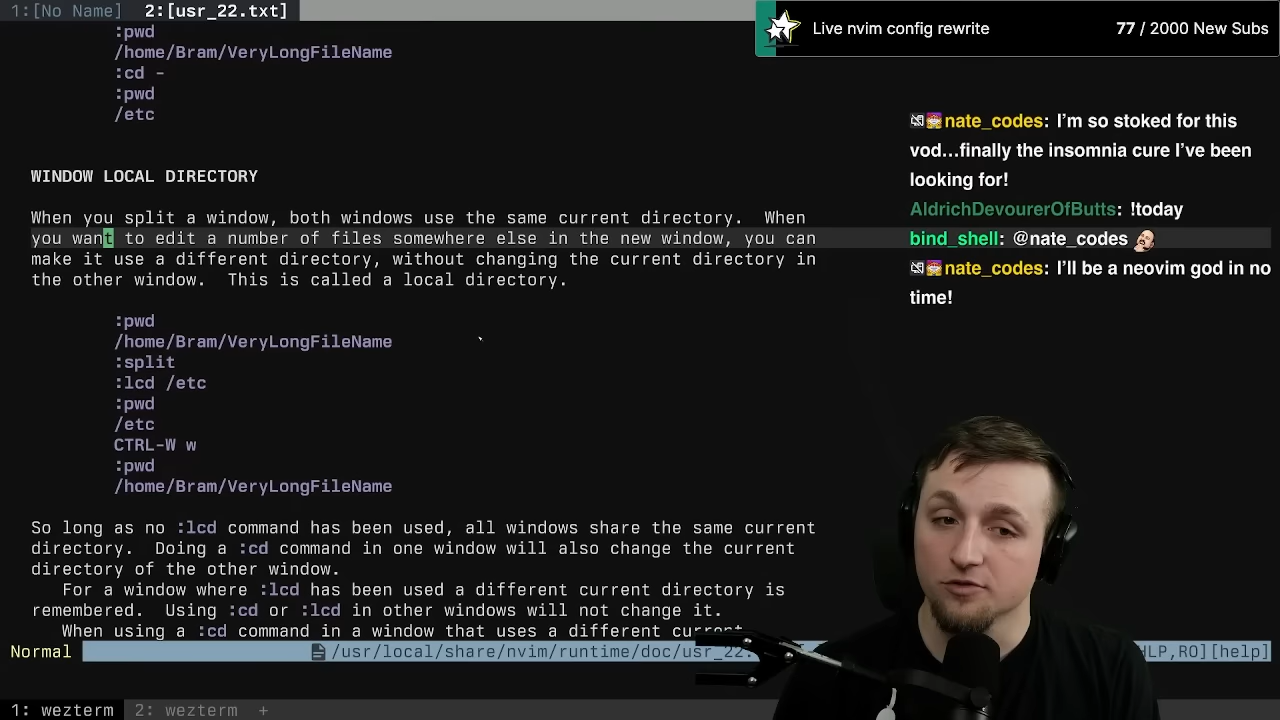 1:[No Name]  2:[usr_22.txt]
:pwd
/home/Bram/VeryLongFileName
:cd -
:pwd
/etc
WINDOW LOCAL DIRECTORY
When you split a window, both windows use the same current directory.  When
you want to edit a number of files somewhere else in the new window, you can
make it use a different directory, without changing the current directory in
the other window.  This is called a local directory.
:pwd
/home/Bram/VeryLongFileName
:split
:lcd /etc
:pwd
/etc
CTRL-W w
:pwd
/home/Bram/VeryLongFileName
So long as no :lcd command has been used, all windows share the same current
directory.  Doing a :cd command in one window will also change the current
directory of the other window.
For a window where :lcd has been used a different current directory is
remembered.  Using :cd or :lcd in other windows will not change it.
When using a :cd command in a window that uses a different current
Normal /usr/local/share/nvim/runtime/doc/usr_22. HLP,RO][help]
1: wezterm  2: wezterm  +
Live nvim config rewrite 77 / 2000 New Subs
nate_codes: I'm so stoked for this
vod...finally the insomnia cure I've been
looking for!
AldrichDevourerOfButts: !today
bind_shell: @nate_codes
nate_codes: I'll be a neovim god in no
time!